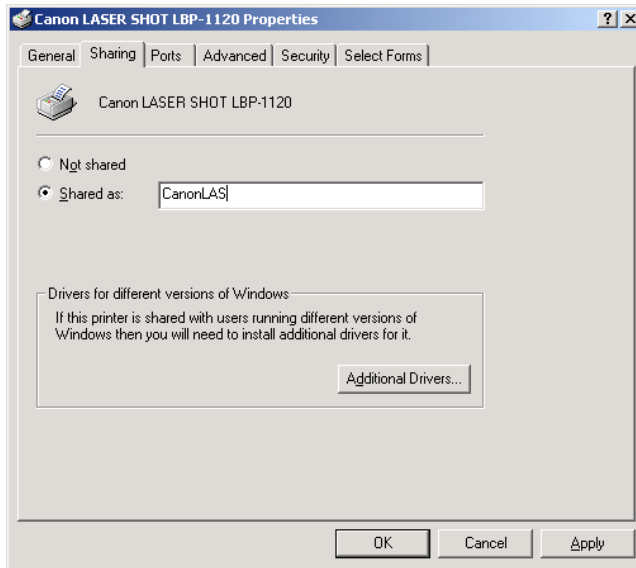 Canon LASER SHOT LBP-1120 Properties
General Sharing Ports Advanced Security Select Forms
Canon LASER SHOT LBP-1120
Not shared
Shared as: CanonLAS
Drivers for different versions of Windows
If this printer is shared with users running different versions of
Windows then you will need to install additional drivers for it.
Additional Drivers...
OK Cancel Apply